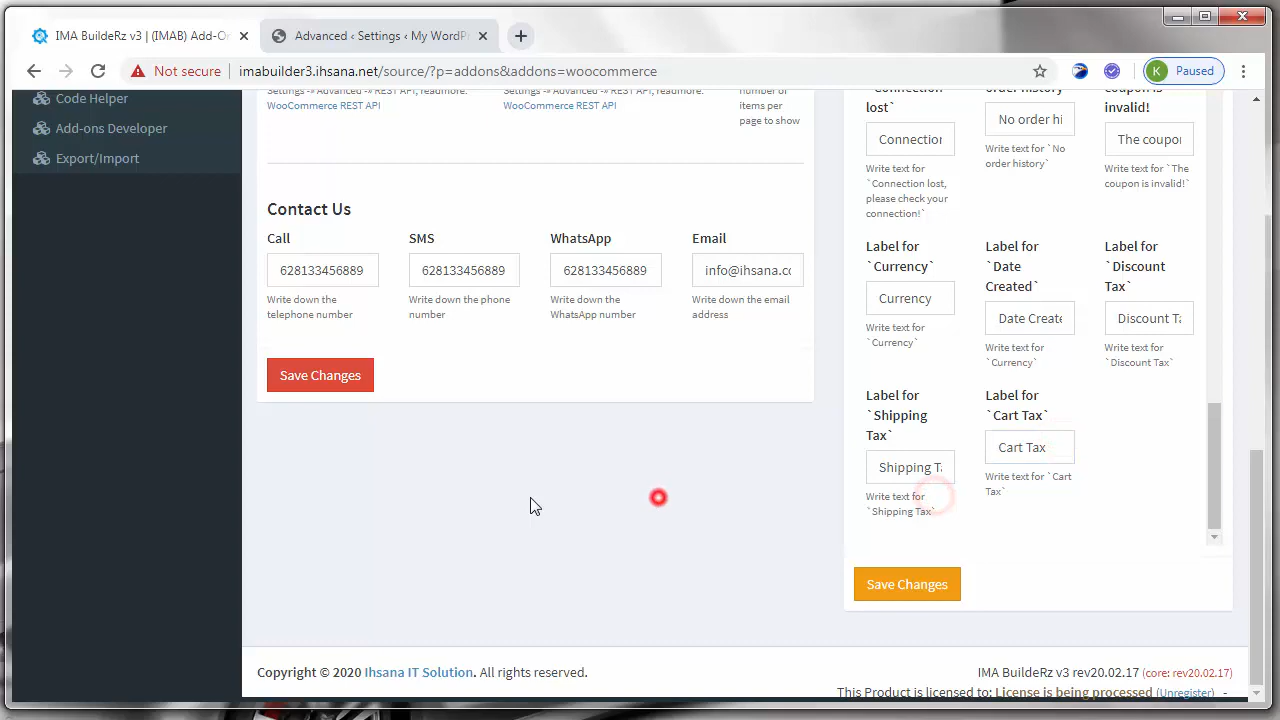 IMA BuildeRz v3 | (IMAB) Add-O
Advanced ‹ Settings ‹ My WordP
Not secure
imabuilder3.ihsana.net/source/?p=addons&addons=woocommerce
K
Paused
Code Helper
Add-ons Developer
Export/Import
Settings -» Advanced -» REST API, readmore:
WooCommerce REST API
Settings -» Advanced -» REST API, readmore:
WooCommerce REST API
number of
items per
page to show
Contact Us
Call
628133456889
Write down the
telephone number
SMS
628133456889
Write down the phone
number
WhatsApp
628133456889
Write down the
WhatsApp number
Email
info@ihsana.cc
Write down the email
address
Save Changes
`Connection
lost`
Connection
Write text for
`Connection lost,
please check your
connection!`
order history`
No order hi
Write text for `No
order history`
coupon is
invalid!
The coupor
Write text for `The
coupon is invalid!`
Label for
`Currency`
Currency
Write text for
`Currency`
Label for
`Date
Created`
Date Create
Write text for
`Currency`
Label for
`Discount
Tax`
Discount Ta
Write text for
`Discount Tax`
Label for
`Shipping
Tax`
Shipping Ta
Write text for
`Shipping Tax`
Label for
`Cart Tax`
Cart Tax
Write text for `Cart
Tax`
Save Changes
Copyright © 2020 Ihsana IT Solution. All rights reserved.
IMA BuildeRz v3 rev20.02.17 (core: rev20.02.17)
This Product is licensed to: License is being processed (Unregister) -